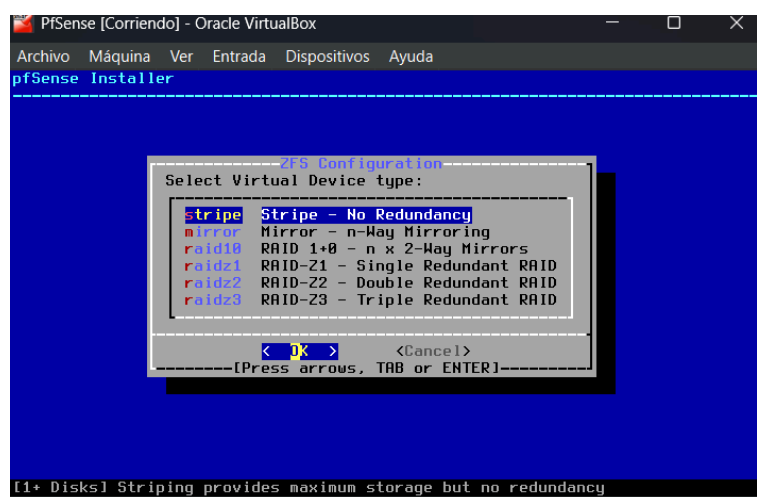 PfSense [Corriendo] - Oracle VirtualBox
Archivo Máquina Ver Entrada Dispositivos Ayuda
pfSense Installer
ZFS Configuration
Select Virtual Device type:
stripe Stripe - No Redundancy
mirror Mirror - n-Way Mirroring
raid10 RAID 1+0 - n x 2-Way Mirrors
raidz1 RAID-Z1 - Single Redundant RAID
raidz2 RAID-Z2 - Double Redundant RAID
raidz3 RAID-Z3 - Triple Redundant RAID
< OK > <Cancel>
[Press arrows, TAB or ENTER]
[1+ Disks] Striping provides maximum storage but no redundancy